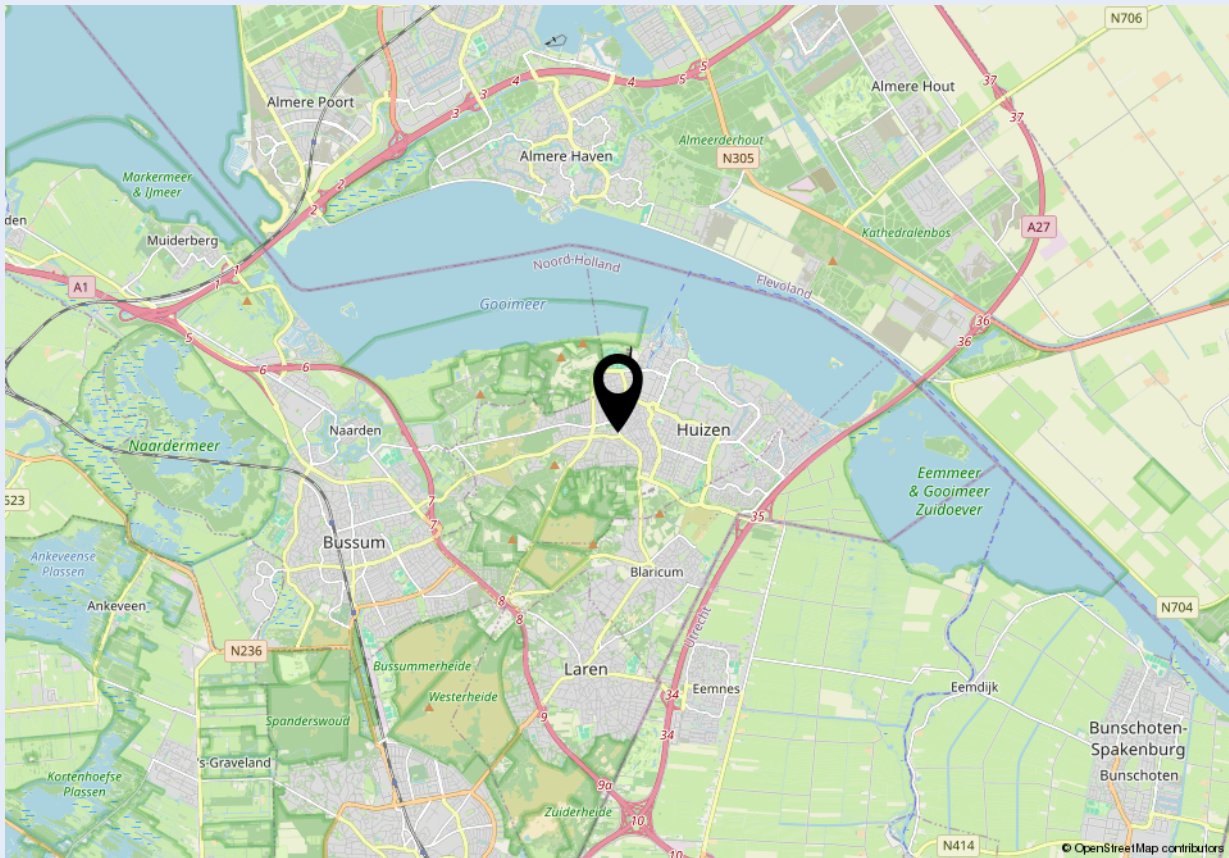 N706
37
37
5
5
4
4
3
3
Almere Hout
Almere Poort
Almeerderhout
Almere Haven
N305
Markermeer
& IJmeer
2
2
den
Muiderberg
Kathedralenbos
A27
Noord-Holland
Flevoland
1
1
A1
Gooimeer
36
36
5
6
6
Naarden
Huizen
Naardermeer
Eemmeer
& Gooimeer
Zuidoever
523
7
7
35
Bussum
Ankeveense
Plassen
Blaricum
Ankeveen
8
8
N704
Utrecht
N236
Bussummerheide
Laren
Westerheide
34
Eemnes
Eemdijk
Spanderswoud
9
34
Bunschoten-
Spakenburg
's-Graveland
Bunschoten
Kortenhoefse
Plassen
9a
Zuiderheide
10
10
N414
© OpenStreetMap contributors